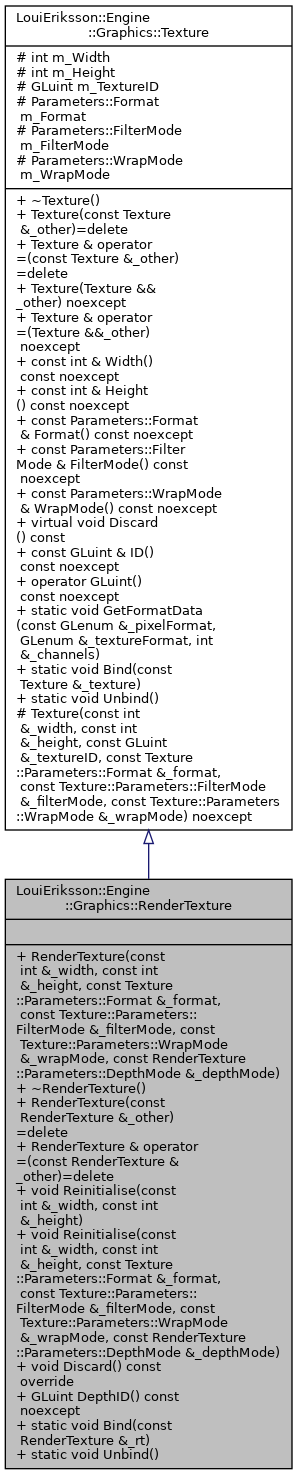 LouiEriksson::Engine
::Graphics::Texture
# int m_Width
# int m_Height
# GLuint m_TextureID
# Parameters::Format
m_Format
# Parameters::FilterMode
m_FilterMode
# Parameters::WrapMode
m_WrapMode
+ ~Texture()
+ Texture(const Texture
&_other)=delete
+ Texture & operator
=(const Texture &_other)
=delete
+ Texture(Texture &&
_other) noexcept
+ Texture & operator
=(Texture &&_other)
noexcept
+ const int & Width()
const noexcept
+ const int & Height
() const noexcept
+ const Parameters::Format
& Format() const noexcept
+ const Parameters::Filter
Mode & FilterMode() const
noexcept
+ const Parameters::WrapMode
& WrapMode() const noexcept
+ virtual void Discard
() const
+ const GLuint & ID()
const noexcept
+ operator GLuint()
const noexcept
+ static void GetFormatData
(const GLenum &_pixelFormat,
GLenum &_textureFormat, int
&_channels)
+ static void Bind(const
Texture &_texture)
+ static void Unbind()
# Texture(const int
&_width, const int
&_height, const GLuint
&_textureID, const Texture
::Parameters::Format &_format,
const Texture::Parameters::FilterMode
&_filterMode, const Texture::Parameters
::WrapMode &_wrapMode) noexcept
LouiEriksson::Engine
::Graphics::RenderTexture
+ RenderTexture(const
int &_width, const int
&_height, const Texture
::Parameters::Format &_format,
const Texture::Parameters::
FilterMode &_filterMode, const
Texture::Parameters::WrapMode
&_wrapMode, const RenderTexture
::Parameters::DepthMode &_depthMode)
+ ~RenderTexture()
+ RenderTexture(const
RenderTexture &_other)
=delete
+ RenderTexture & operator
=(const RenderTexture &
_other)=delete
+ void Reinitialise(const
int &_width, const int
&_height)
+ void Reinitialise(const
int &_width, const int
&_height, const Texture
::Parameters::Format &_format,
const Texture::Parameters::
FilterMode &_filterMode, const
Texture::Parameters::WrapMode
&_wrapMode, const RenderTexture
::Parameters::DepthMode &_depthMode)
+ void Discard() const
override
+ GLuint DepthID() const
noexcept
+ static void Bind(const
RenderTexture &_rt)
+ static void Unbind()